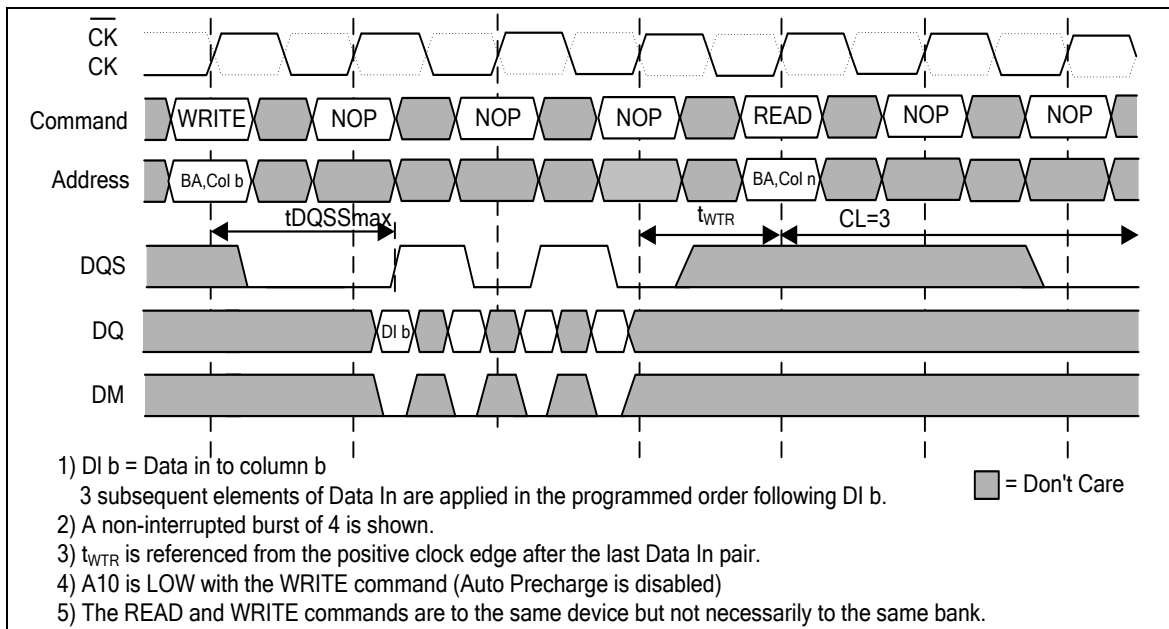 CK
CK
Command WRITE NOP NOP NOP READ NOP NOP
Address BA,Col b BA,Col n
tDQSSmax tWTR CL=3
DQS
DQ DI b
DM
1) DI b = Data in to column b
3 subsequent elements of Data In are applied in the programmed order following DI b. = Don't Care
2) A non-interrupted burst of 4 is shown.
3) tWTR is referenced from the positive clock edge after the last Data In pair.
4) A10 is LOW with the WRITE command (Auto Precharge is disabled)
5) The READ and WRITE commands are to the same device but not necessarily to the same bank.